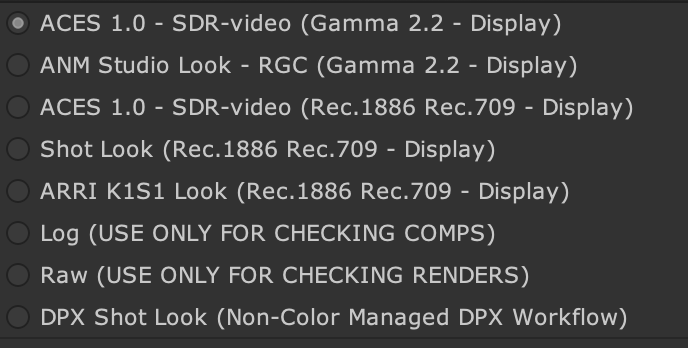 ACES 1.0 - SDR-video (Gamma 2.2 - Display)
ANM Studio Look - RGC (Gamma 2.2 - Display)
ACES 1.0 - SDR-video (Rec.1886 Rec.709 - Display)
Shot Look (Rec.1886 Rec.709 - Display)
ARRI K1S1 Look (Rec.1886 Rec.709 - Display)
Log (USE ONLY FOR CHECKING COMPS)
Raw (USE ONLY FOR CHECKING RENDERS)
DPX Shot Look (Non-Color Managed DPX Workflow)